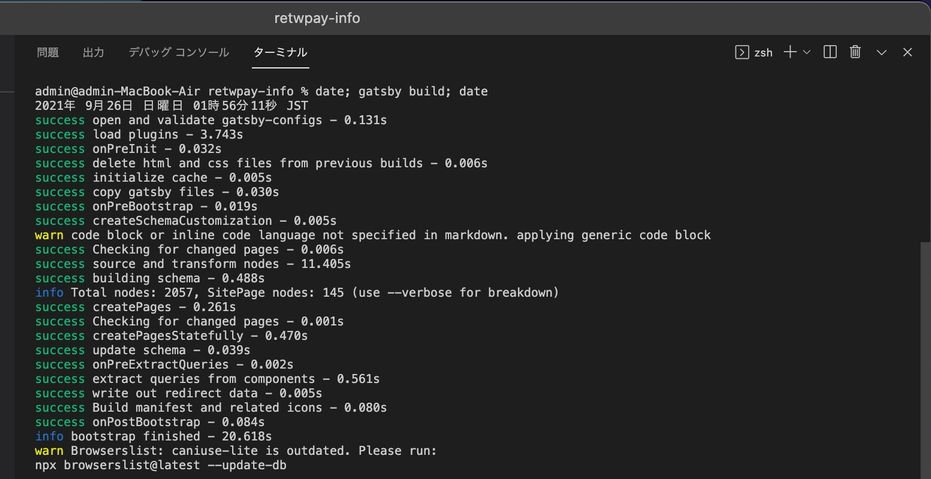 retwpay-info
問題 出力 デバッグ コンソール ターミナル zsh
admin@admin-MacBook-Air retwpay-info % date; gatsby build; date
2021年 9月26日 日曜日 01時56分11秒 JST
success open and validate gatsby-configs - 0.131s
success load plugins - 3.743s
success onPreInit - 0.032s
success delete html and css files from previous builds - 0.006s
success initialize cache - 0.005s
success copy gatsby files - 0.030s
success onPreBootstrap - 0.019s
success createSchemaCustomization - 0.005s
warn code block or inline code language not specified in markdown. applying generic code block
success Checking for changed pages - 0.006s
success source and transform nodes - 11.405s
success building schema - 0.488s
info Total nodes: 2057, SitePage nodes: 145 (use --verbose for breakdown)
success createPages - 0.261s
success Checking for changed pages - 0.001s
success createPagesStatefully - 0.470s
success update schema - 0.039s
success onPreExtractQueries - 0.002s
success extract queries from components - 0.561s
success write out redirect data - 0.005s
success Build manifest and related icons - 0.080s
success onPostBootstrap - 0.084s
info bootstrap finished - 20.618s
warn Browserslist: caniuse-lite is outdated. Please run:
npx browserslist@latest --update-db